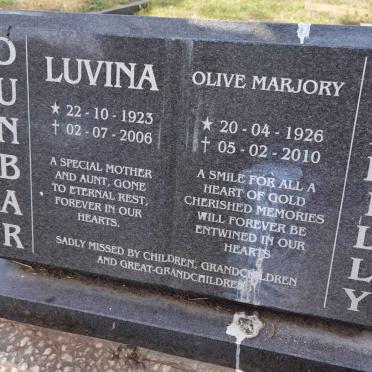 DUNBAR
LUVINA
★ 22-10-1923
✝ 02-07-2006
A SPECIAL MOTHER
AND AUNT, GONE
TO ETERNAL REST,
FOREVER IN OUR
HEARTS.
OLIVE MARJORY
★ 20-04-1926
✝ 05-02-2010
A SMILE FOR ALL A
HEART OF GOLD
CHERISHED MEMORIES
WILL FOREVER BE
ENTWINED IN OUR
HEARTS
SADLY MISSED BY CHILDREN, GRANDCHILDREN
AND GREAT-GRANDCHILDREN